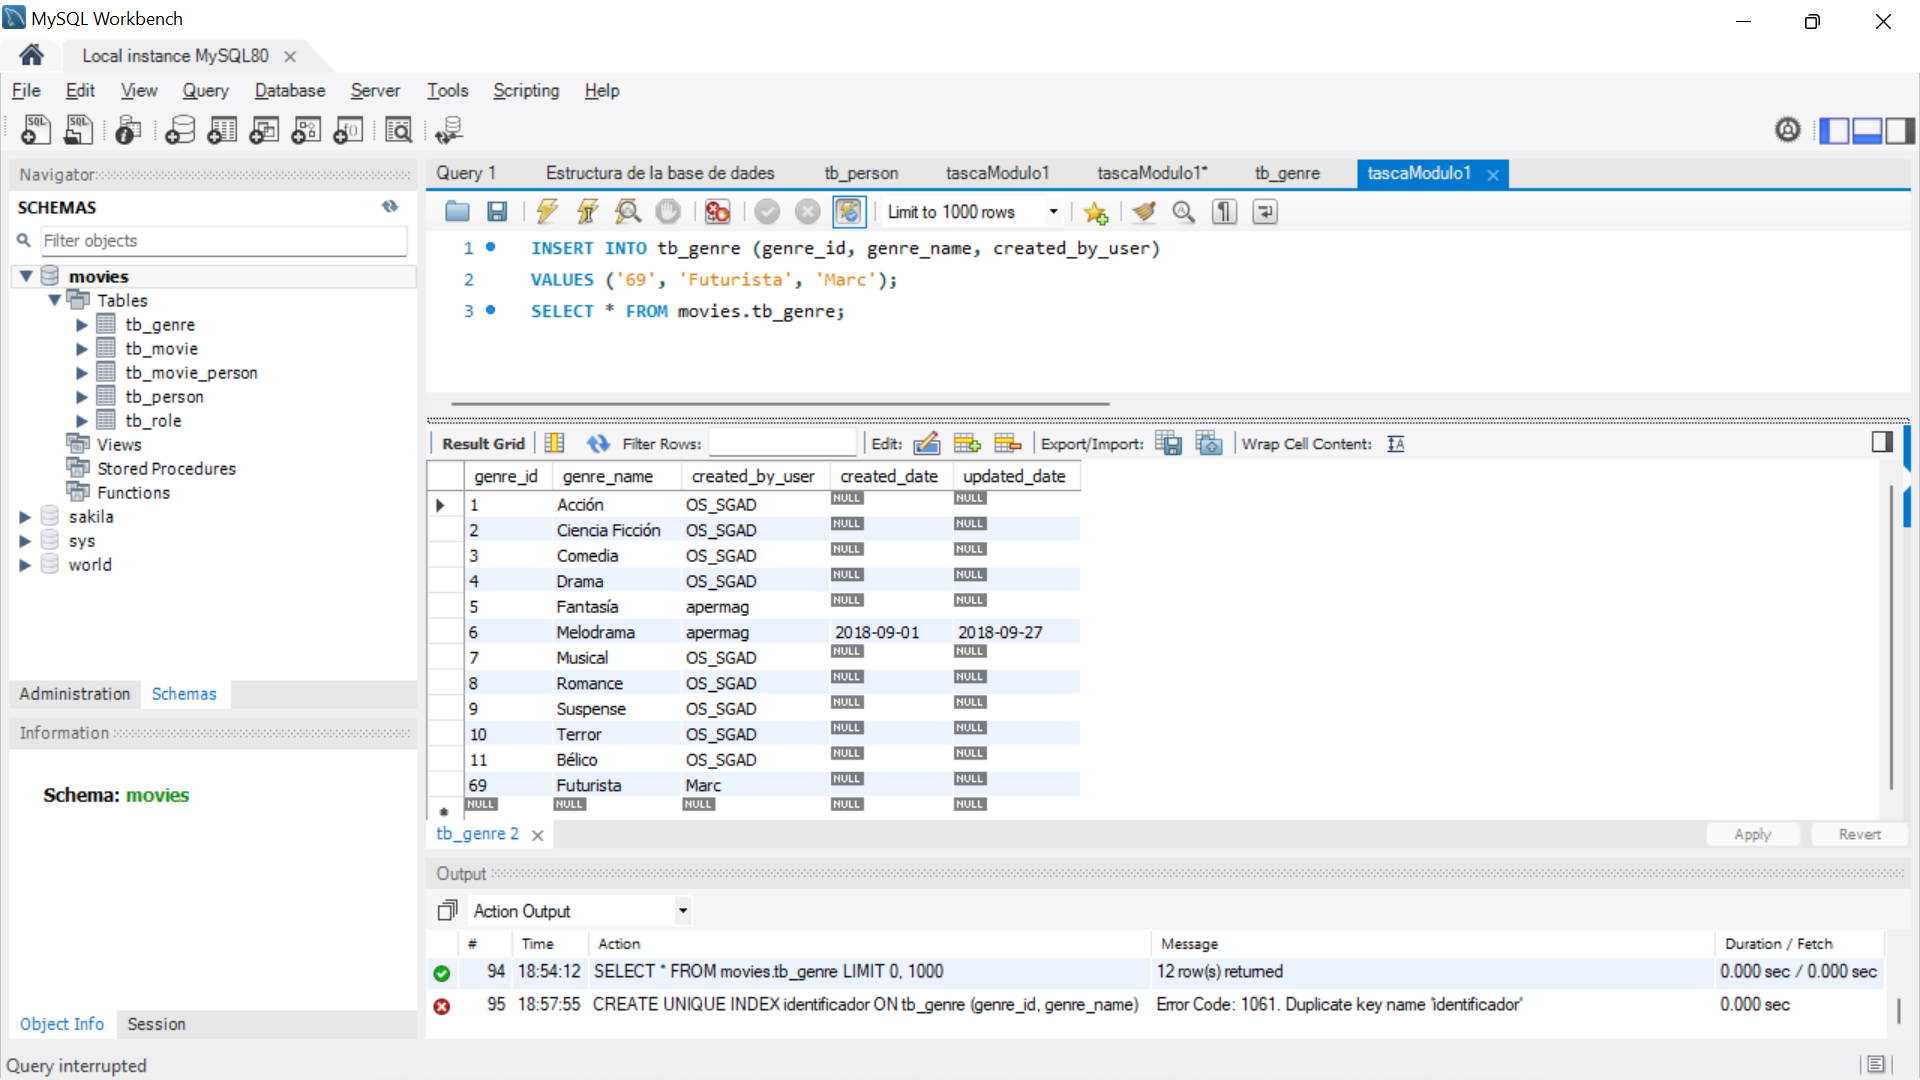 MySQL Workbench
Local instance MySQL80
File Edit View Query Database Server Tools Scripting Help
Navigator
SCHEMAS
Filter objects
movies
Tables
tb_genre
tb_movie
tb_movie_person
tb_person
tb_role
Views
Stored Procedures
Functions
sakila
sys
world
Administration Schemas
Information
Schema: movies
Object Info Session
Query 1 Estructura de la base de dades tb_person tascaModulo1 tascaModulo1* tb_genre tascaModulo1
Limit to 1000 rows
1 INSERT INTO tb_genre (genre_id, genre_name, created_by_user)
2 VALUES ('69', 'Futurista', 'Marc');
3 SELECT * FROM movies.tb_genre;
Result Grid Filter Rows: Edit: Export/Import: Wrap Cell Content:
genre_id genre_name created_by_user created_date updated_date
1 Acción OS_SGAD NULL NULL
2 Ciencia Ficción OS_SGAD NULL NULL
3 Comedia OS_SGAD NULL NULL
4 Drama OS_SGAD NULL NULL
5 Fantasía apermag NULL NULL
6 Melodrama apermag 2018-09-01 2018-09-27
7 Musical OS_SGAD NULL NULL
8 Romance OS_SGAD NULL NULL
9 Suspense OS_SGAD NULL NULL
10 Terror OS_SGAD NULL NULL
11 Bélico OS_SGAD NULL NULL
69 Futurista Marc NULL NULL
NULL NULL NULL NULL NULL
tb_genre 2
Apply Revert
Output
Action Output
# Time Action Message Duration / Fetch
94 18:54:12 SELECT * FROM movies.tb_genre LIMIT 0, 1000 12 row(s) returned 0.000 sec / 0.000 sec
95 18:57:55 CREATE UNIQUE INDEX identificador ON tb_genre (genre_id, genre_name) Error Code: 1061. Duplicate key name 'identificador' 0.000 sec
Query interrupted